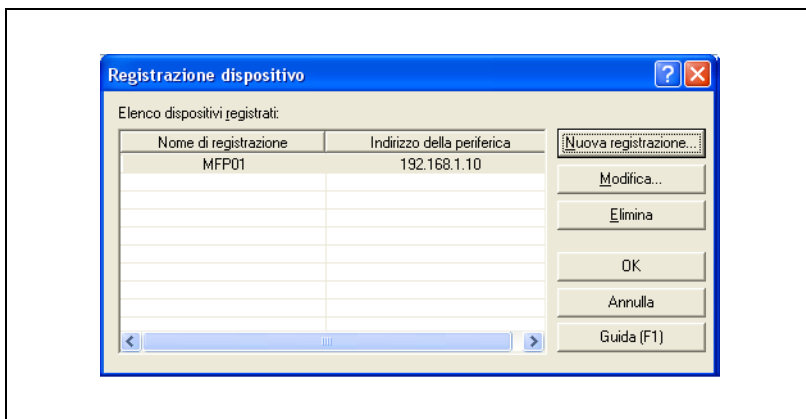 Registrazione dispositivo
Elenco dispositivi registrati:
Nome di registrazione Indirizzo della periferica
MFP01 192.168.1.10
Nuova registrazione...
Modifica...
Elimina
OK
Annulla
Guida (F1)